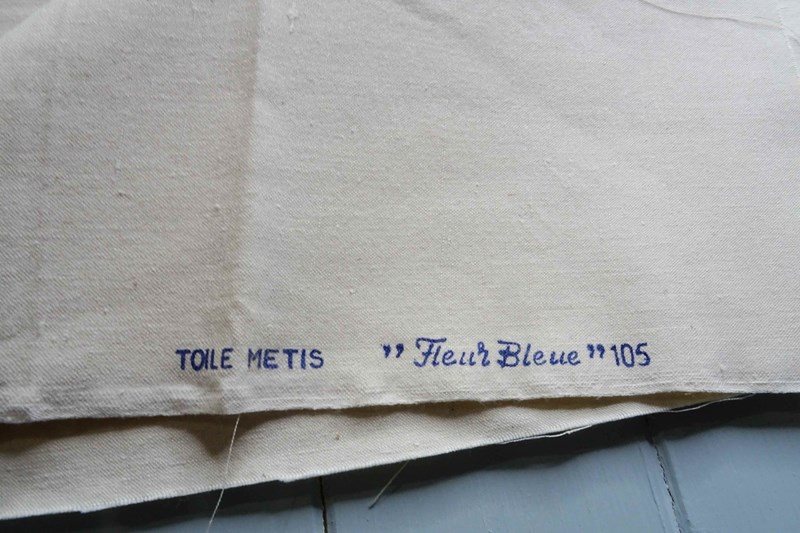 TOILE METIS ” Fleur Bleue ” 105